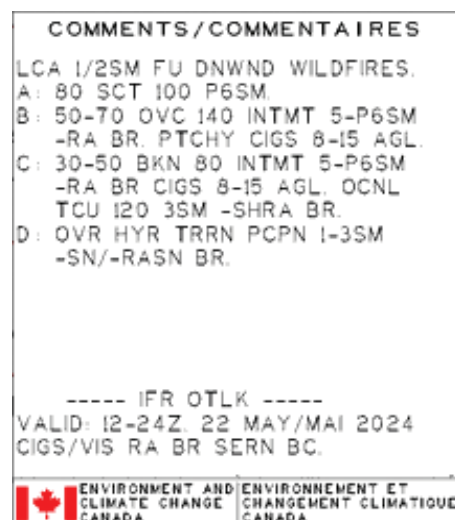 COMMENTS/COMMENTAIRES
LCA 1/2SM FU DNWND WILDFIRES.
A: 80 SCT 100 P6SM.
B: 50-70 OVC 140 INTMT 5-P6SM
-RA BR. PTCHY CIGS 8-15 AGL.
C: 30-50 BKN 80 INTMT 5-P6SM
-RA BR CIGS 8-15 AGL. OCNL
TCU 120 3SM -SHRA BR.
D: OVR HYR TRRN PCPN 1-3SM
-SN/-RASN BR.
----- IFR OTLK -----
VALID: 12-24Z. 22 MAY/MAI 2024
CIGS/VIS RA BR SERN BC.
ENVIRONMENT AND ENVIRONNEMENT ET
CLIMATE CHANGE CHANGEMENT CLIMATIQUE
CANADA CANADA